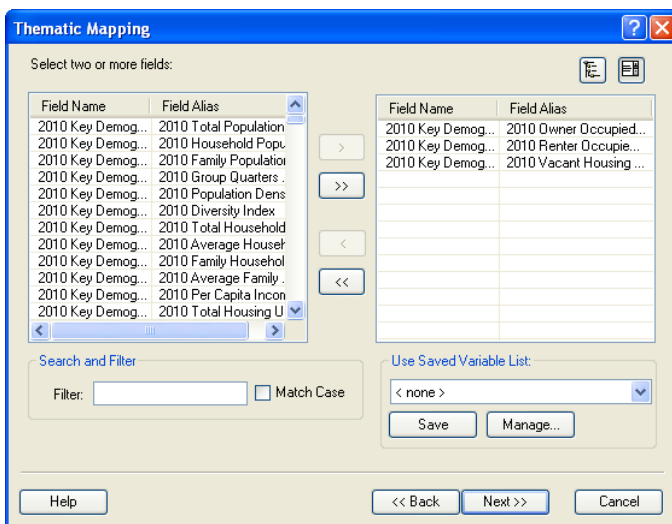 Thematic Mapping
Select two or more fields:
Field Name Field Alias
2010 Key Demog... 2010 Total Population
2010 Key Demog... 2010 Household Popu
2010 Key Demog... 2010 Family Population
2010 Key Demog... 2010 Group Quarters .
2010 Key Demog... 2010 Population Dens
2010 Key Demog... 2010 Diversity Index
2010 Key Demog... 2010 Total Household
2010 Key Demog... 2010 Average Househ
2010 Key Demog... 2010 Family Househol
2010 Key Demog... 2010 Average Family .
2010 Key Demog... 2010 Per Capita Incon
2010 Key Demog... 2010 Total Housing U
>
>>
<
<<
Field Name Field Alias
2010 Key Demog... 2010 Owner Occupied...
2010 Key Demog... 2010 Renter Occupie...
2010 Key Demog... 2010 Vacant Housing ...
Search and Filter
Filter: Match Case
Use Saved Variable List:
< none >
Save Manage...
Help << Back Next >> Cancel